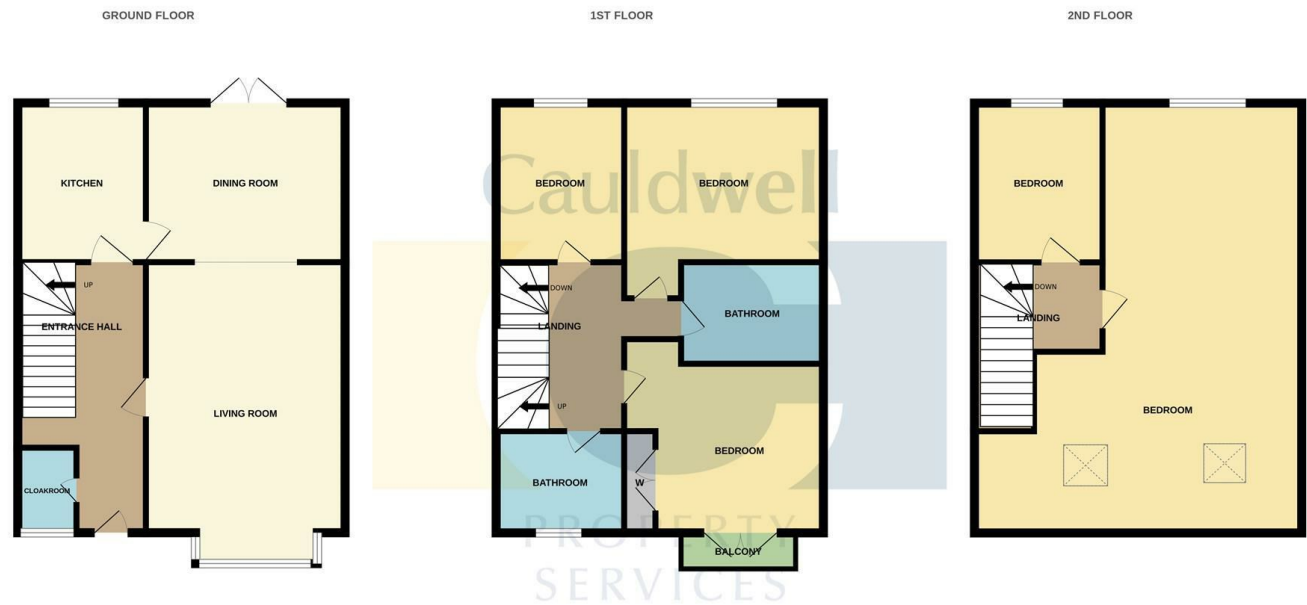 GROUND FLOOR
1ST FLOOR
2ND FLOOR
KITCHEN
DINING ROOM
UP
ENTRANCE HALL
LIVING ROOM
CLOAKROOM
BEDROOM
BEDROOM
DOWN
LANDING
BATHROOM
UP
BEDROOM
BATHROOM
W
BALCONY
BEDROOM
DOWN
LANDING
BEDROOM
Cauldwell
PROPERTY
SERVICES